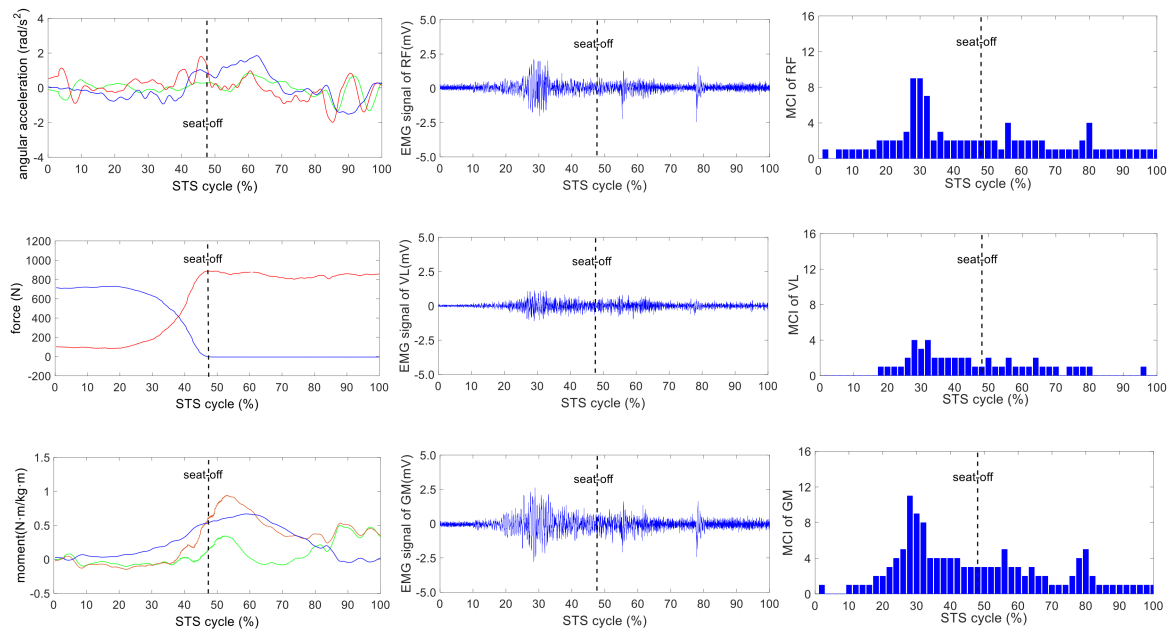 angular acceleration (rad/s²)
4
2
0
-2
-4
seat-off
seat-off
0 10 20 30 40 50 60 70 80 90 100
STS cycle (%)
EMG signal of RF(mV)
5.0
2.5
0
-2.5
-5.0
seat-off
0 10 20 30 40 50 60 70 80 90 100
STS cycle (%)
MCI of RF
16
12
8
4
0
seat-off
0 10 20 30 40 50 60 70 80 90 100
STS cycle (%)
force (N)
1200
1000
800
600
400
200
0
-200
seat-off
0 10 20 30 40 50 60 70 80 90 100
STS cycle (%)
EMG signal of VL(mV)
5.0
2.5
0
-2.5
-5.0
seat-off
0 10 20 30 40 50 60 70 80 90 100
STS cycle (%)
MCI of VL
16
12
8
4
0
seat-off
0 10 20 30 40 50 60 70 80 90 100
STS cycle (%)
moment(N·m/kg·m)
1.5
1
0.5
0
-0.5
seat-off
0 10 20 30 40 50 60 70 80 90 100
STS cycle (%)
EMG signal of GM(mV)
5.0
2.5
0
-2.5
-5.0
seat-off
0 10 20 30 40 50 60 70 80 90 100
STS cycle (%)
MCI of GM
16
12
8
4
0
seat-off
0 10 20 30 40 50 60 70 80 90 100
STS cycle (%)